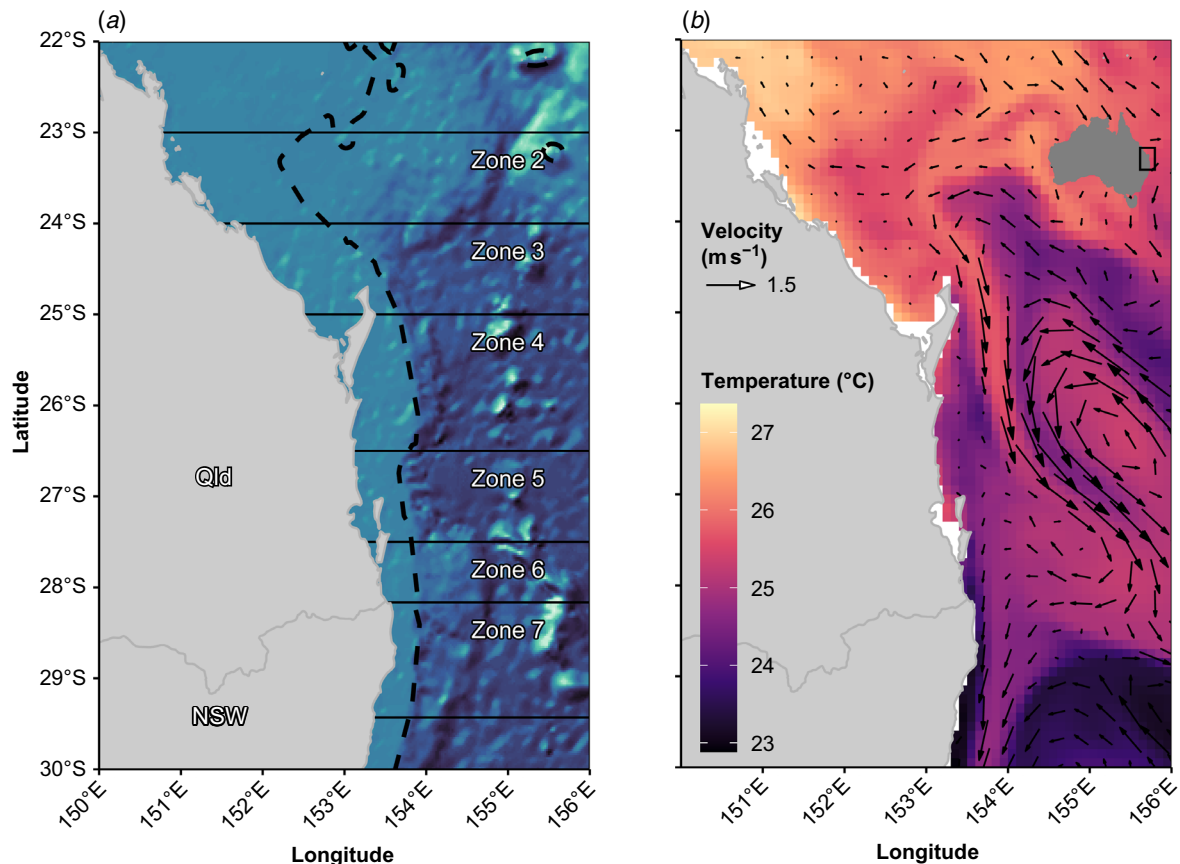 (a)
22°S
23°S
24°S
25°S
26°S
27°S
28°S
29°S
30°S
Latitude
Zone 2
Zone 3
Zone 4
Zone 5
Zone 6
Zone 7
Qld
NSW
150°E
151°E
152°E
153°E
154°E
155°E
156°E
Longitude
(b)
Velocity
(m s⁻¹)
1.5
Temperature (°C)
27
26
25
24
23
151°E
152°E
153°E
154°E
155°E
156°E
Longitude